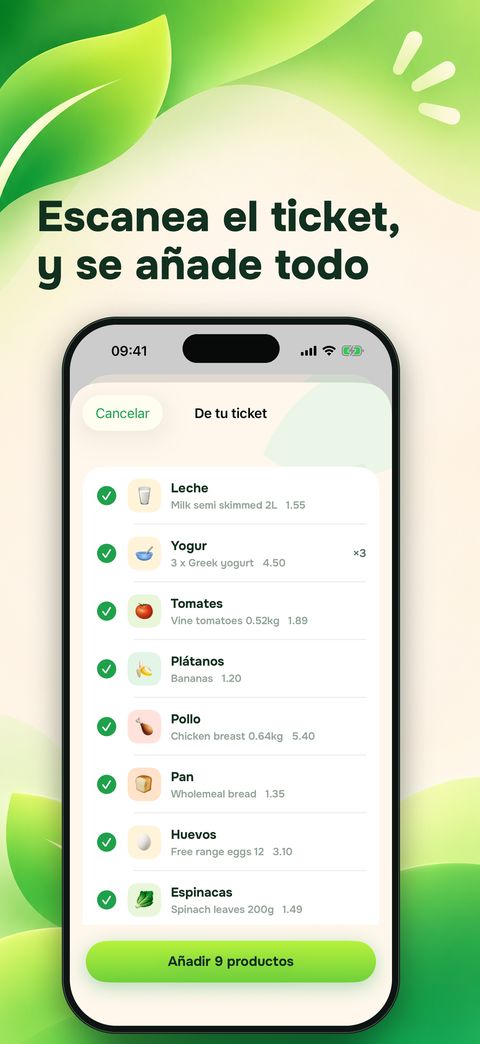 Escanea el ticket,
y se añade todo
09:41
Cancelar
De tu ticket
Leche
Milk semi skimmed 2L 1.55
Yogur
3 x Greek yogurt 4.50
×3
Tomates
Vine tomatoes 0.52kg 1.89
Plátanos
Bananas 1.20
Pollo
Chicken breast 0.64kg 5.40
Pan
Wholemeal bread 1.35
Huevos
Free range eggs 12 3.10
Espinacas
Spinach leaves 200g 1.49
Añadir 9 productos